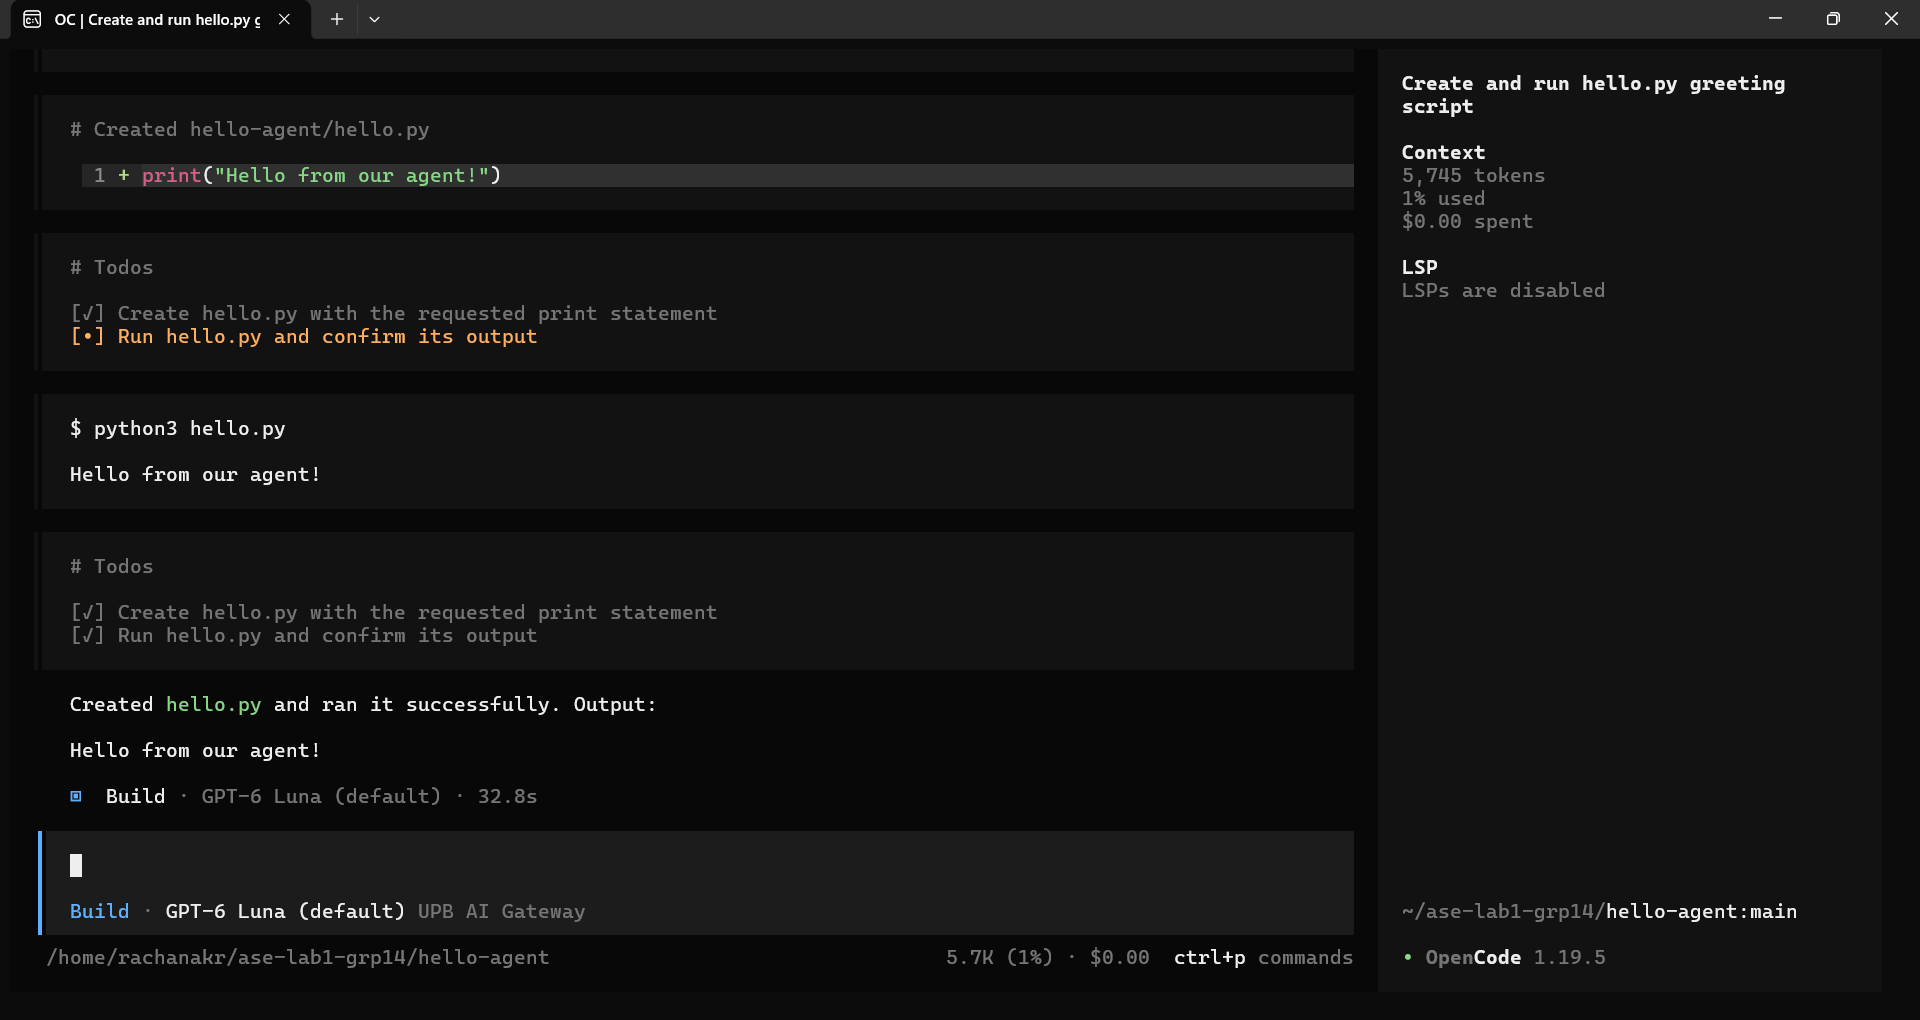 OC | Create and run hello.py g
# Created hello-agent/hello.py
1 + print("Hello from our agent!")
# Todos
[√] Create hello.py with the requested print statement
[•] Run hello.py and confirm its output
$ python3 hello.py
Hello from our agent!
# Todos
[√] Create hello.py with the requested print statement
[√] Run hello.py and confirm its output
Created hello.py and ran it successfully. Output:
Hello from our agent!
Build · GPT-6 Luna (default) · 32.8s
Build · GPT-6 Luna (default) UPB AI Gateway
/home/rachanakr/ase-lab1-grp14/hello-agent
5.7K (1%) · $0.00 ctrl+p commands
Create and run hello.py greeting
script
Context
5,745 tokens
1% used
$0.00 spent
LSP
LSPs are disabled
~/ase-lab1-grp14/hello-agent:main
• OpenCode 1.19.5